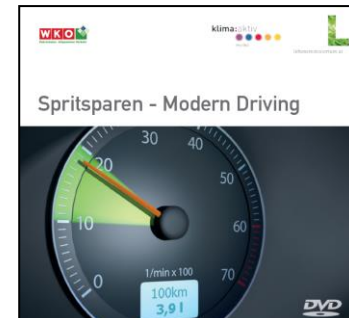 WKO
klima:aktiv
Spritsparen - Modern Driving
30
40
20
50
10
60
0
1/min x 100
70
100km
3,9 l
DVD